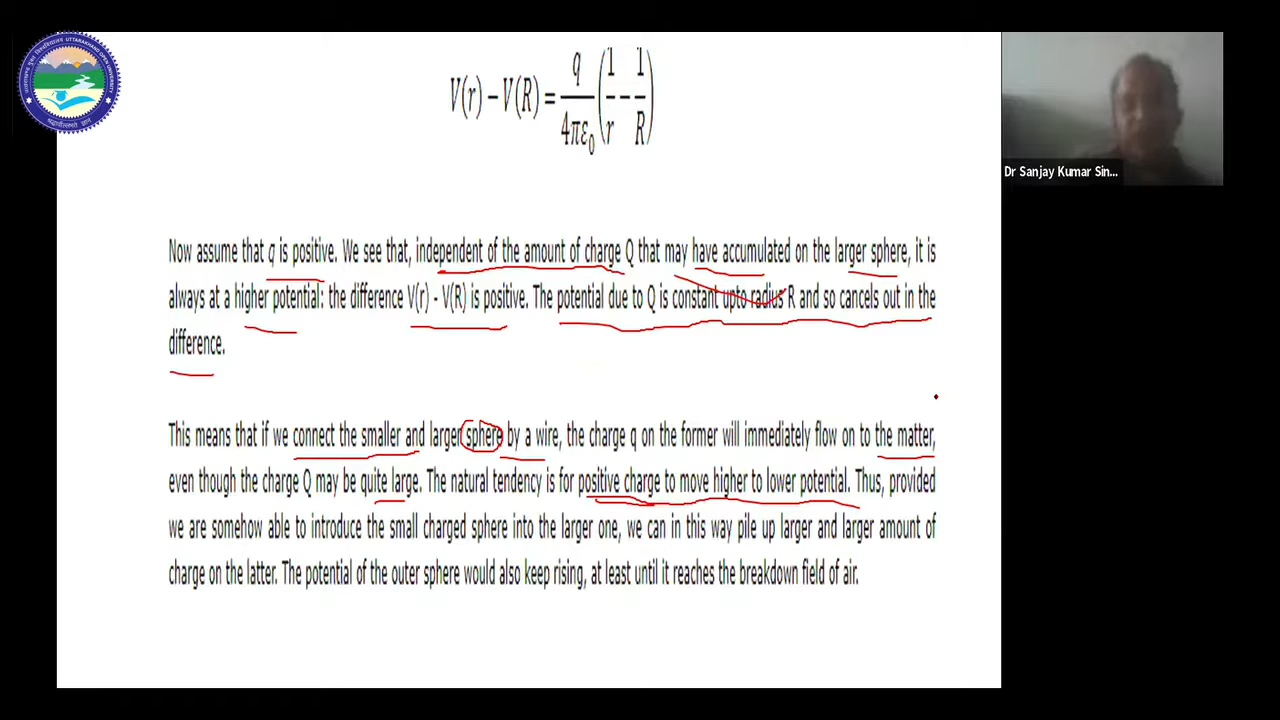 V(r) – V(R) = q/4πε₀ (1/r – 1/R)
Dr Sanjay Kumar Sin...
Now assume that q is positive. We see that, independent of the amount of charge Q that may have accumulated on the larger sphere, it is
always at a higher potential: the difference V(r) - V(R) is positive. The potential due to Q is constant upto radius R and so cancels out in the
difference.
This means that if we connect the smaller and larger sphere by a wire, the charge q on the former will immediately flow on to the matter,
even though the charge Q may be quite large. The natural tendency is for positive charge to move higher to lower potential. Thus, provided
we are somehow able to introduce the small charged sphere into the larger one, we can in this way pile up larger and larger amount of
charge on the latter. The potential of the outer sphere would also keep rising, at least until it reaches the breakdown field of air.